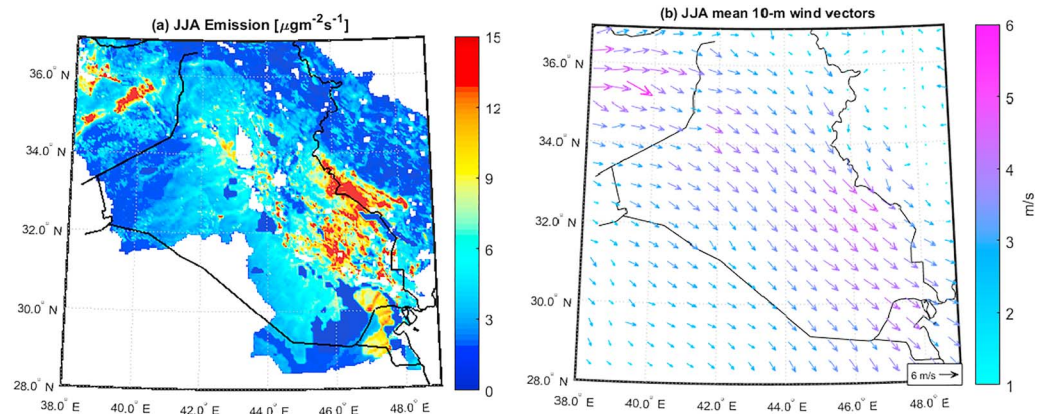 (a) JJA Emission [μgm⁻²s⁻¹]
36.0° N
34.0° N
32.0° N
30.0° N
28.0° N
38.0° E
40.0° E
42.0° E
44.0° E
46.0° E
48.0° E
15
12
9
6
3
0
(b) JJA mean 10-m wind vectors
36.0° N
34.0° N
32.0° N
30.0° N
28.0° N
38.0° E
40.0° E
42.0° E
44.0° E
46.0° E
48.0° E
6 m/s
6
5
4
3
2
1
m/s